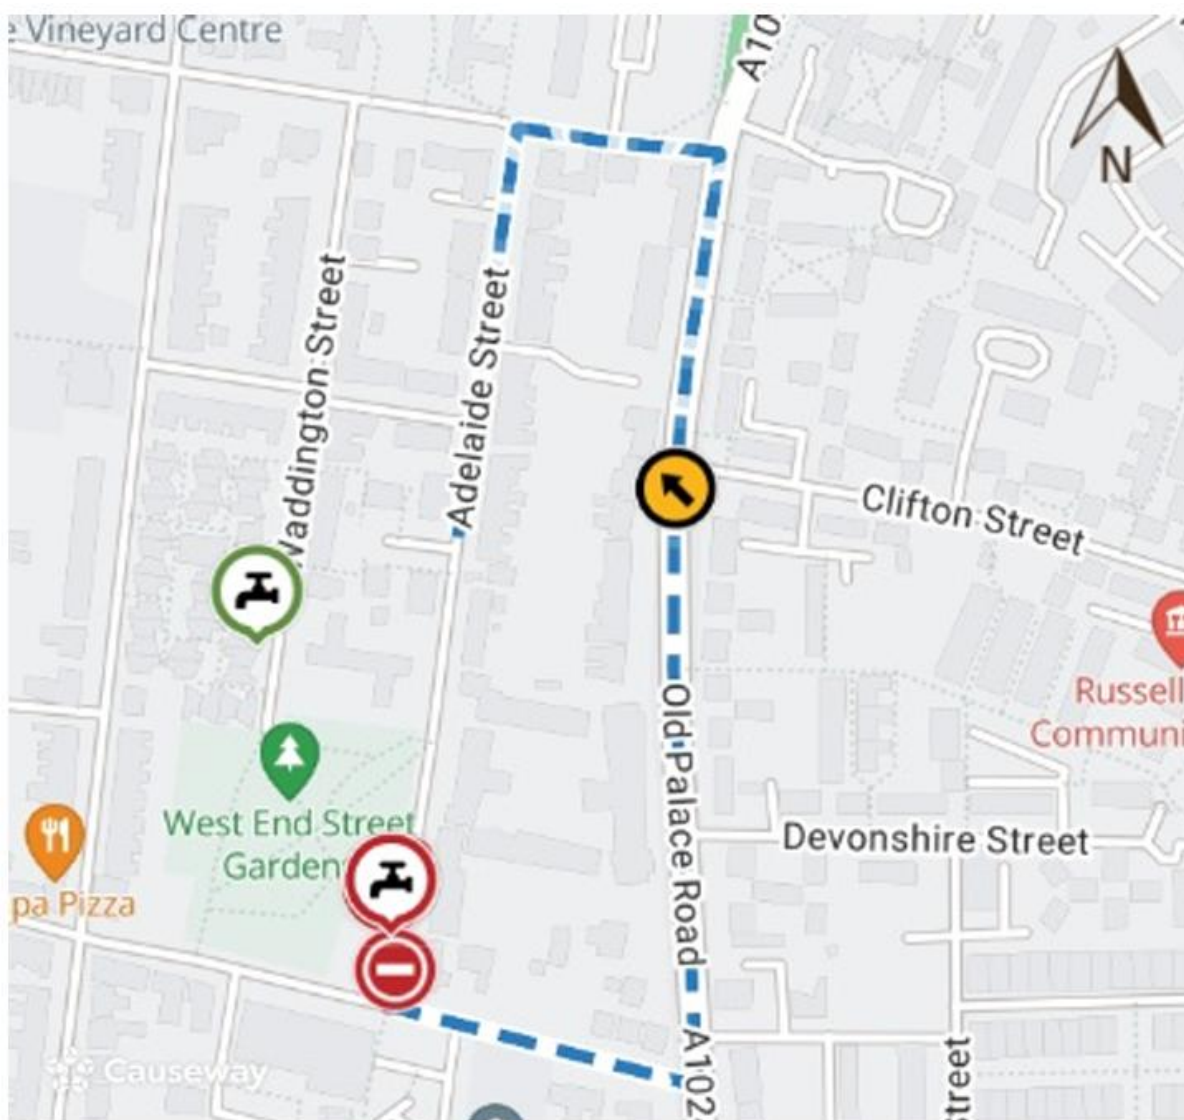 e Vineyard Centre
A10
N
Waddington Street
Adelaide Street
Clifton Street
Russell
Communi
Old Palace Road
West End Street
Garden
Devonshire Street
pa Pizza
A102
treet
Causeway